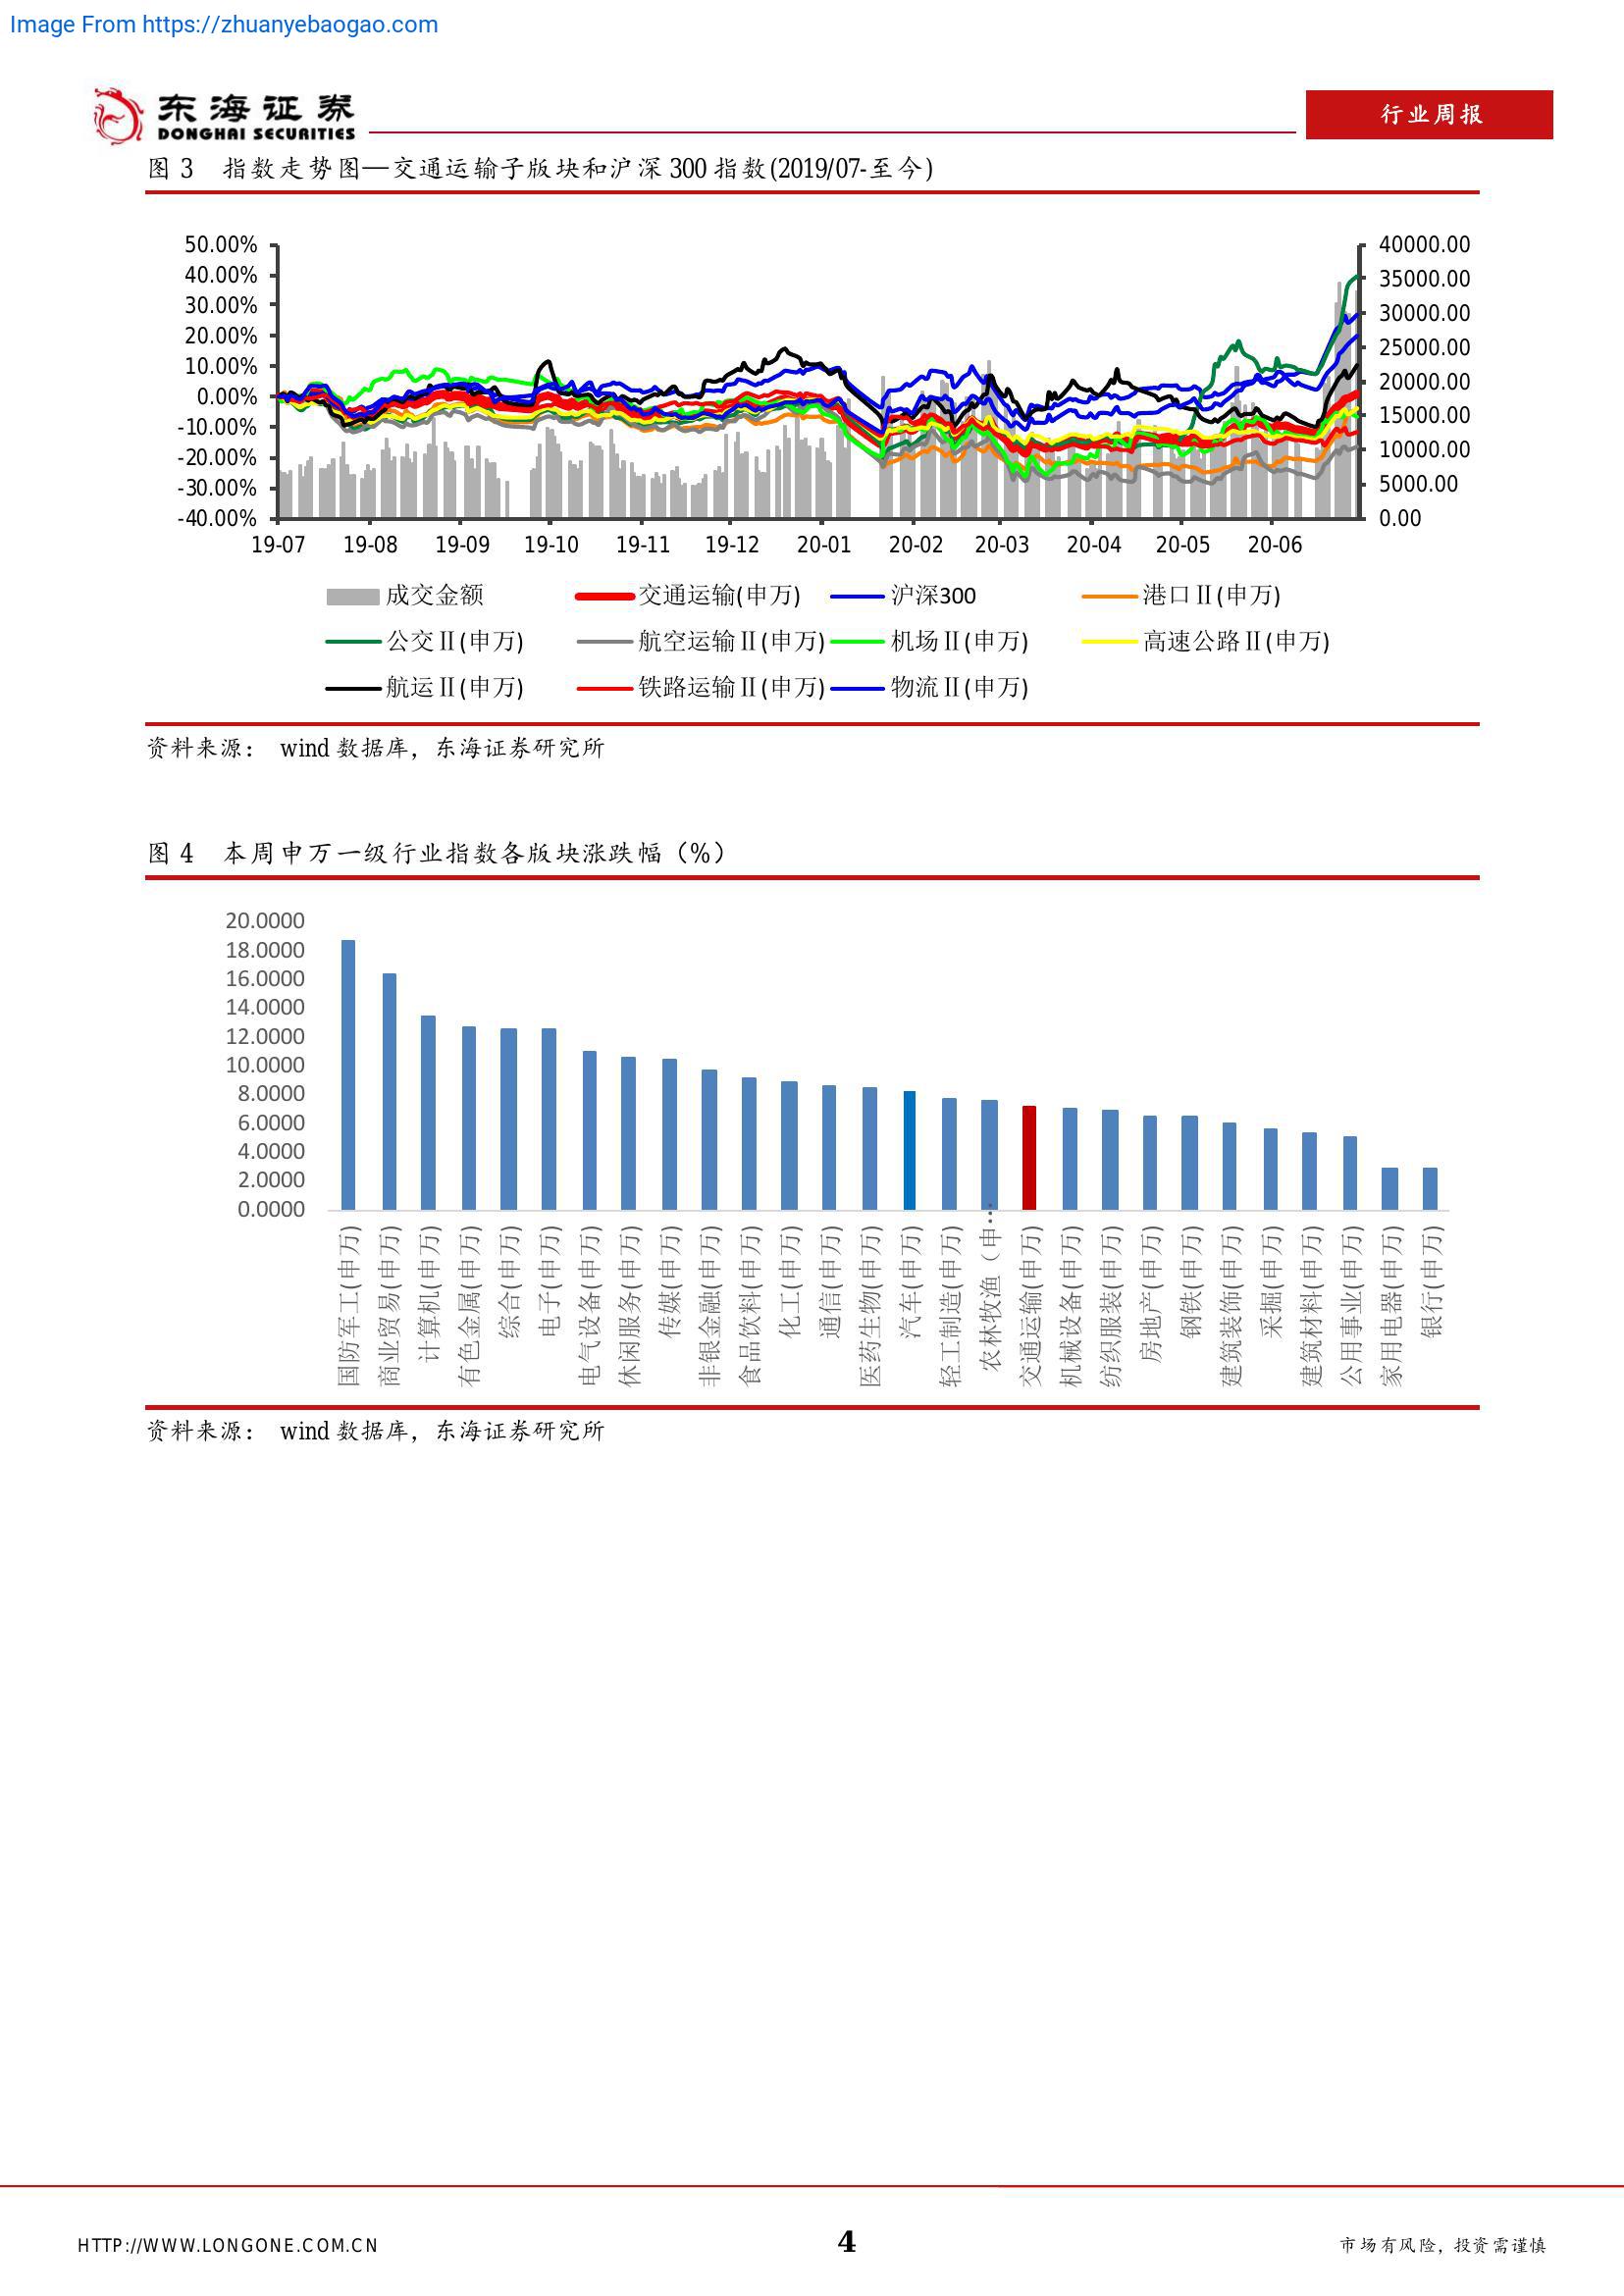 Image From https://zhuanyebaogao.com
东海证券
DONGHAI SECURITIES
行业周报
图 3 指数走势图—交通运输子版块和沪深 300 指数(2019/07-至今)
50.00%
40.00%
30.00%
20.00%
10.00%
0.00%
-10.00%
-20.00%
-30.00%
-40.00%
40000.00
35000.00
30000.00
25000.00
20000.00
15000.00
10000.00
5000.00
0.00
19-07 19-08 19-09 19-10 19-11 19-12 20-01 20-02 20-03 20-04 20-05 20-06
成交金额 交通运输(申万) 沪深300 港口Ⅱ(申万)
公交Ⅱ(申万) 航空运输Ⅱ(申万) 机场Ⅱ(申万) 高速公路Ⅱ(申万)
航运Ⅱ(申万) 铁路运输Ⅱ(申万) 物流Ⅱ(申万)
资料来源： wind 数据库，东海证券研究所
图 4 本周申万一级行业指数各版块涨跌幅（%）
20.0000
18.0000
16.0000
14.0000
12.0000
10.0000
8.0000
6.0000
4.0000
2.0000
0.0000
国防军工(申万)
商业贸易(申万)
计算机(申万)
有色金属(申万)
综合(申万)
电子(申万)
电气设备(申万)
休闲服务(申万)
传媒(申万)
非银金融(申万)
食品饮料(申万)
化工(申万)
通信(申万)
医药生物(申万)
汽车(申万)
轻工制造(申万)
农林牧渔（申…
交通运输(申万)
机械设备(申万)
纺织服装(申万)
房地产(申万)
钢铁(申万)
建筑装饰(申万)
采掘(申万)
建筑材料(申万)
公用事业(申万)
家用电器(申万)
银行(申万)
资料来源： wind 数据库，东海证券研究所
HTTP://WWW.LONGONE.COM.CN
4
市场有风险，投资需谨慎